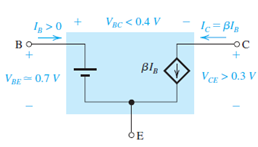 I_B > 0 + V_BC < 0.4 V − I_C = βI_B
B C
+ +
V_BE ≃ 0.7 V βI_B V_CE > 0.3 V
− −
E